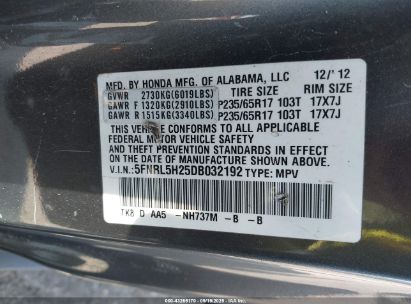 MFD. BY HONDA MFG. OF ALABAMA, LLC 12/'12
GVWR 2730KG(6019LBS) TIRE SIZE RIM SIZE
GAWR F 1320KG(2910LBS) P235/65R17 103T 17X7J
GAWR R 1515KG(3340LBS) P235/65R17 103T 17X7J
THIS VEHICLE CONFORMS TO ALL APPLICABLE
FEDERAL MOTOR VEHICLE SAFETY
AND THEFT PREVENTION STANDARDS IN EFFECT
ON THE DATE OF MANUFACTURE SHOWN ABOVE.
V.I.N.:5FNRL5H25DB032192 TYPE: MPV
TK8 D AA5 -NH737M -B -B